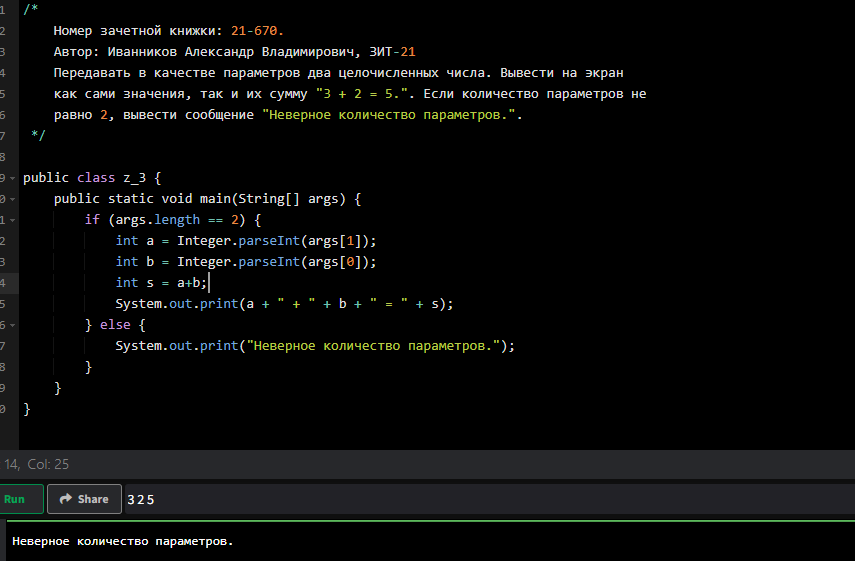 1 /*
2 Номер зачетной книжки: 21-670.
3 Автор: Иванников Александр Владимирович, ЗИТ-21
4 Передавать в качестве параметров два целочисленных числа. Вывести на экран
5 как сами значения, так и их сумму "3 + 2 = 5.". Если количество параметров не
6 равно 2, вывести сообщение "Неверное количество параметров.".
7 */
8
9 public class z_3 {
0 public static void main(String[] args) {
1 if (args.length == 2) {
2 int a = Integer.parseInt(args[1]);
3 int b = Integer.parseInt(args[0]);
4 int s = a+b;
5 System.out.print(a + " + " + b + " = " + s);
6 } else {
7 System.out.print("Неверное количество параметров.");
8 }
9 }
0 }
14, Col: 25
Run Share 3 2 5
Неверное количество параметров.